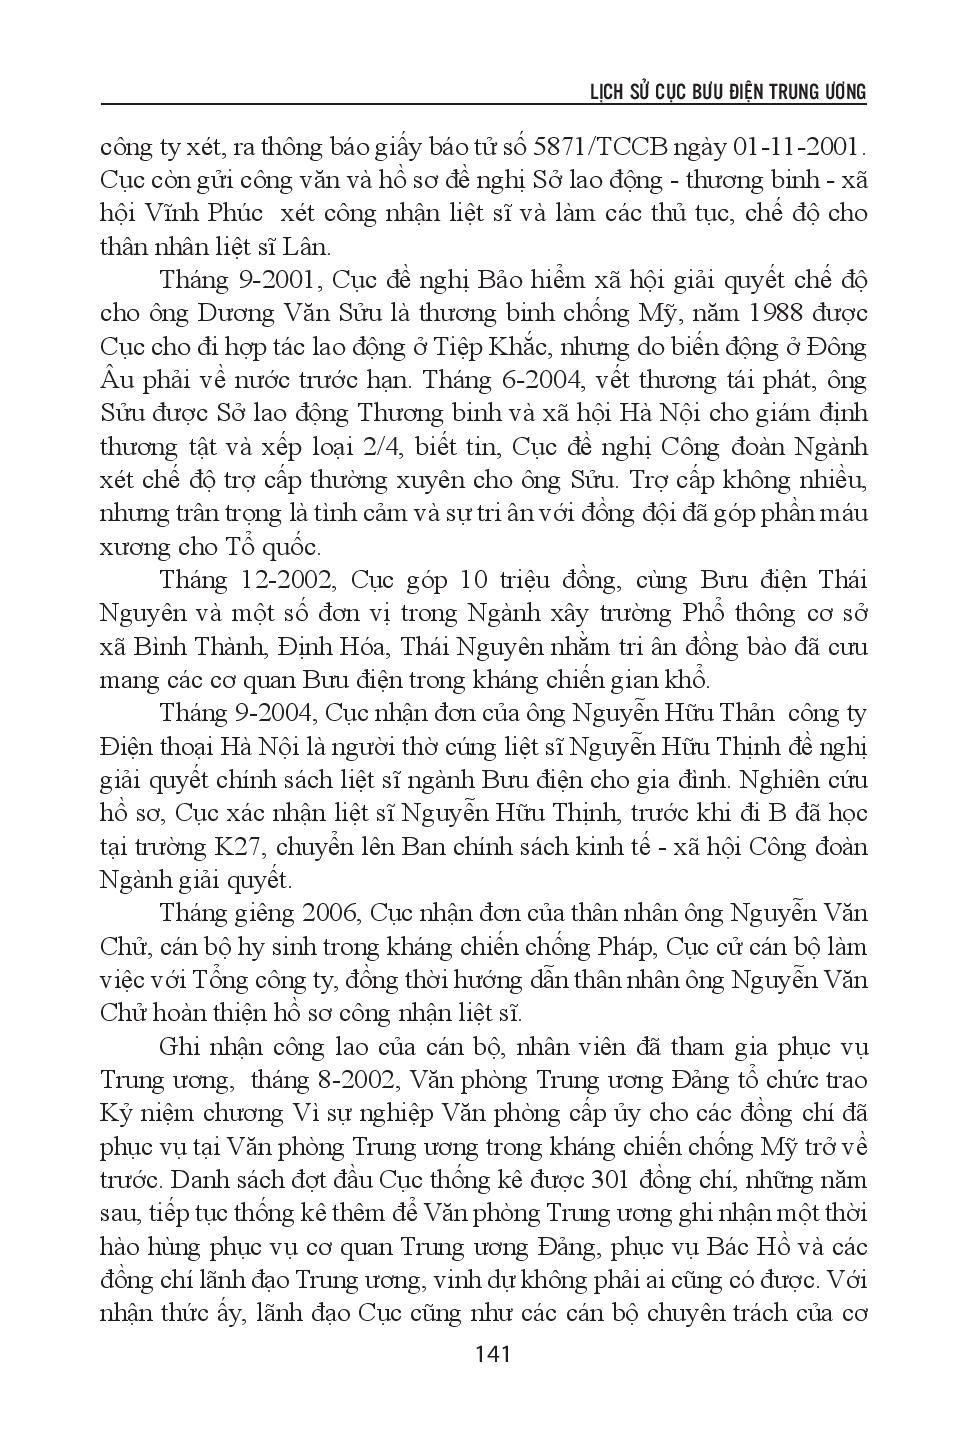 LỊCH SỬ CỤC BƯU ĐIỆN TRUNG ƯƠNG
công ty xét, ra thông báo giấy báo tử số 5871/TCCB ngày 01-11-2001.
Cục còn gửi công văn và hồ sơ đề nghị Sở lao động - thương binh - xã
hội Vĩnh Phúc xét công nhận liệt sĩ và làm các thủ tục, chế độ cho
thân nhân liệt sĩ Lân.
Tháng 9-2001, Cục đề nghị Bảo hiểm xã hội giải quyết chế độ
cho ông Dương Văn Sửu là thương binh chống Mỹ, năm 1988 được
Cục cho đi hợp tác lao động ở Tiệp Khắc, nhưng do biến động ở Đông
Âu phải về nước trước hạn. Tháng 6-2004, vết thương tái phát, ông
Sửu được Sở lao động Thương binh và xã hội Hà Nội cho giám định
thương tật và xếp loại 2/4, biết tin, Cục đề nghị Công đoàn Ngành
xét chế độ trợ cấp thường xuyên cho ông Sửu. Trợ cấp không nhiều,
nhưng trân trọng là tình cảm và sự tri ân với đồng đội đã góp phần máu
xương cho Tổ quốc.
Tháng 12-2002, Cục góp 10 triệu đồng, cùng Bưu điện Thái
Nguyên và một số đơn vị trong Ngành xây trường Phổ thông cơ sở
xã Bình Thành, Định Hóa, Thái Nguyên nhằm tri ân đồng bào đã cưu
mang các cơ quan Bưu điện trong kháng chiến gian khổ.
Tháng 9-2004, Cục nhận đơn của ông Nguyễn Hữu Thản công ty
Điện thoại Hà Nội là người thờ cúng liệt sĩ Nguyễn Hữu Thịnh đề nghị
giải quyết chính sách liệt sĩ ngành Bưu điện cho gia đình. Nghiên cứu
hồ sơ, Cục xác nhận liệt sĩ Nguyễn Hữu Thịnh, trước khi đi B đã học
tại trường K27, chuyển lên Ban chính sách kinh tế - xã hội Công đoàn
Ngành giải quyết.
Tháng giêng 2006, Cục nhận đơn của thân nhân ông Nguyễn Văn
Chử, cán bộ hy sinh trong kháng chiến chống Pháp, Cục cử cán bộ làm
việc với Tổng công ty, đồng thời hướng dẫn thân nhân ông Nguyễn Văn
Chử hoàn thiện hồ sơ công nhận liệt sĩ.
Ghi nhận công lao của cán bộ, nhân viên đã tham gia phục vụ
Trung ương, tháng 8-2002, Văn phòng Trung ương Đảng tổ chức trao
Kỷ niệm chương Vì sự nghiệp Văn phòng cấp ủy cho các đồng chí đã
phục vụ tại Văn phòng Trung ương trong kháng chiến chống Mỹ trở về
trước. Danh sách đợt đầu Cục thống kê được 301 đồng chí, những năm
sau, tiếp tục thống kê thêm để Văn phòng Trung ương ghi nhận một thời
hào hùng phục vụ cơ quan Trung ương Đảng, phục vụ Bác Hồ và các
đồng chí lãnh đạo Trung ương, vinh dự không phải ai cũng có được. Với
nhận thức ấy, lãnh đạo Cục cũng như các cán bộ chuyên trách của cơ
141